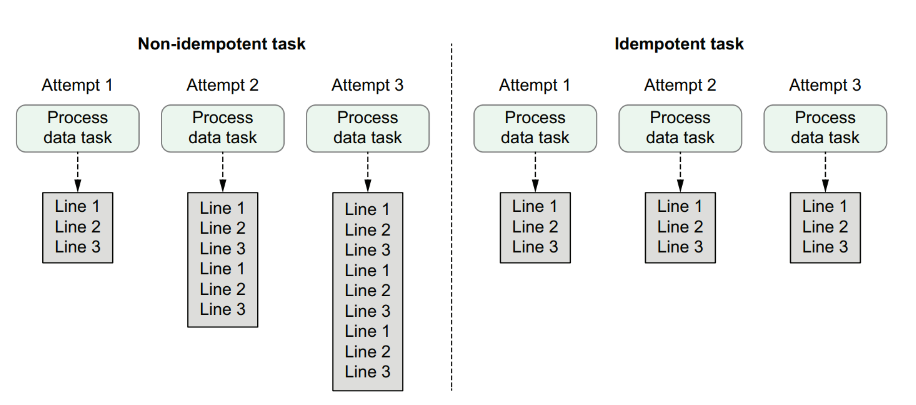 Non-idempotent task
Attempt 1
Process
data task
Line 1
Line 2
Line 3
Attempt 2
Process
data task
Line 1
Line 2
Line 3
Line 1
Line 2
Line 3
Attempt 3
Process
data task
Line 1
Line 2
Line 3
Line 1
Line 2
Line 3
Line 1
Line 2
Line 3
Idempotent task
Attempt 1
Process
data task
Line 1
Line 2
Line 3
Attempt 2
Process
data task
Line 1
Line 2
Line 3
Attempt 3
Process
data task
Line 1
Line 2
Line 3